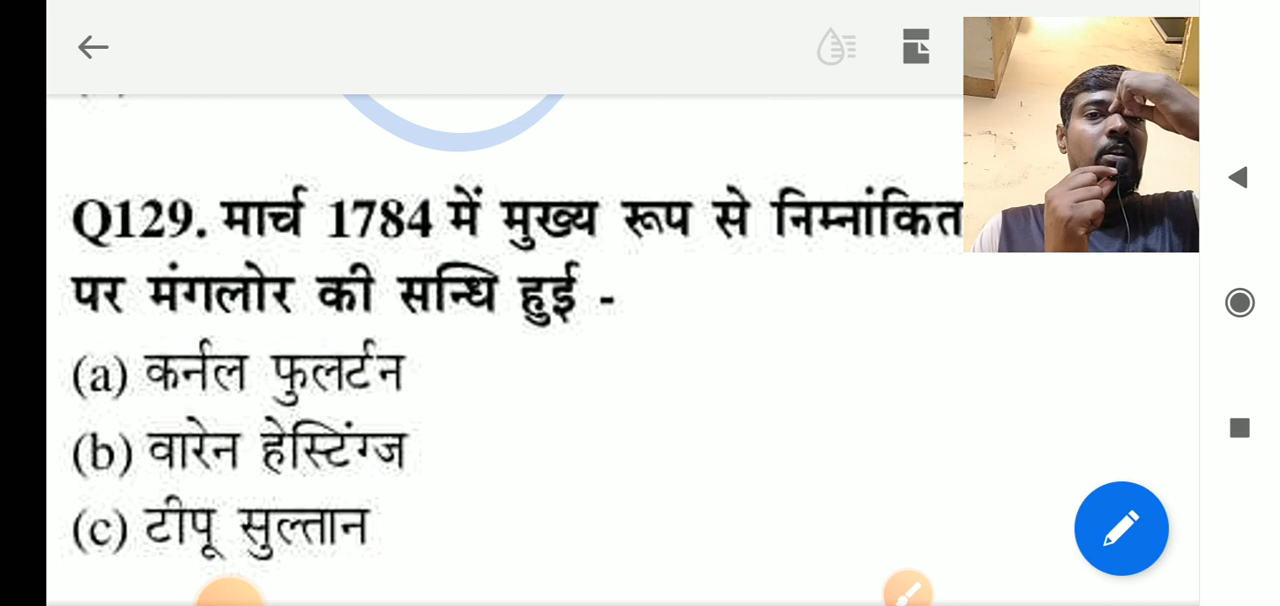 Q129. मार्च 1784 में मुख्य रूप से निम्नांकित
पर मंगलोर की सन्धि हुई -
(a) कर्नल फुलर्टन
(b) वारेन हेस्टिंग्ज
(c) टीपू सुल्तान